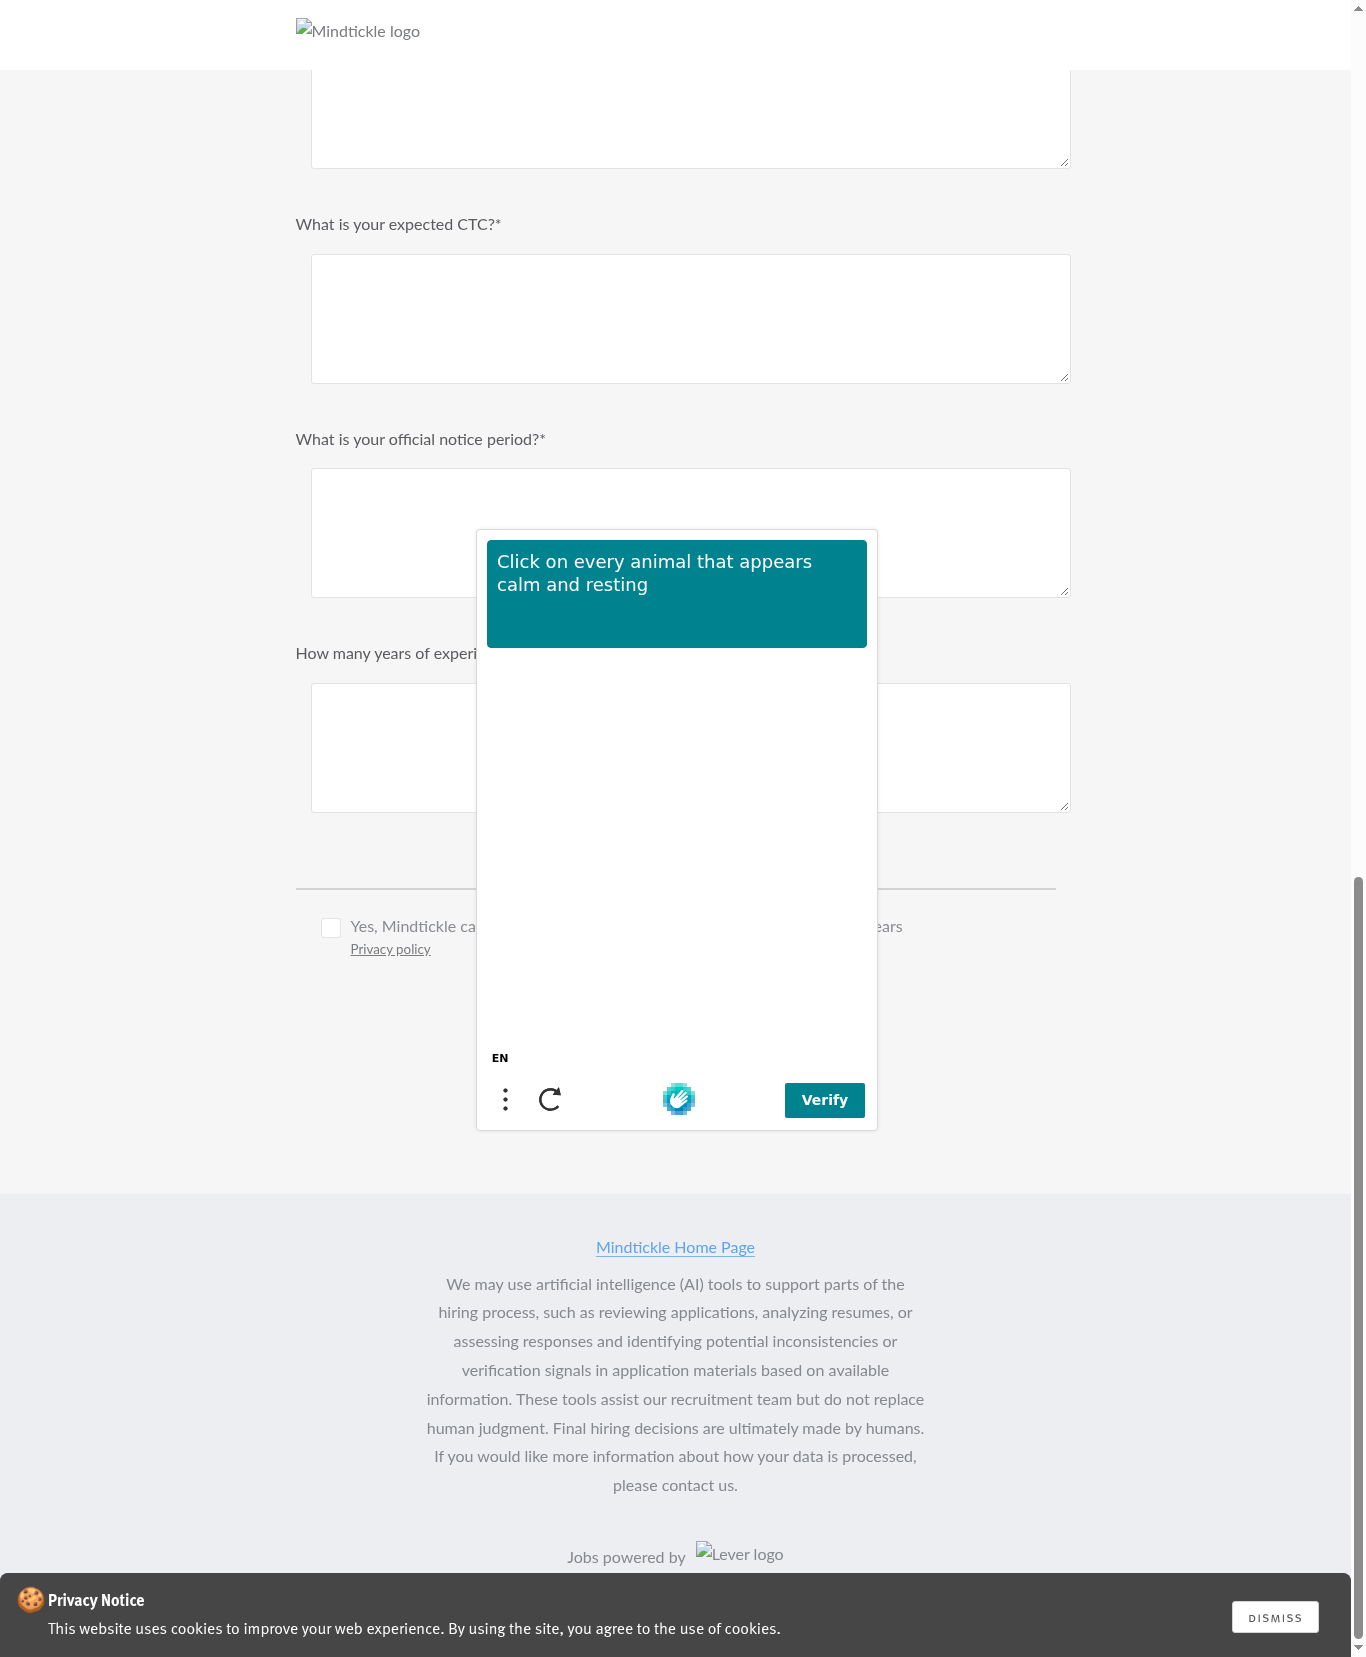 Mindtickle logo
What is your expected CTC?*
What is your official notice period?*
Click on every animal that appears
calm and resting
How many years of experi
Yes, Mindtickle ca
ears
Privacy policy
EN
Verify
Mindtickle Home Page
We may use artificial intelligence (AI) tools to support parts of the
hiring process, such as reviewing applications, analyzing resumes, or
assessing responses and identifying potential inconsistencies or
verification signals in application materials based on available
information. These tools assist our recruitment team but do not replace
human judgment. Final hiring decisions are ultimately made by humans.
If you would like more information about how your data is processed,
please contact us.
Jobs powered by Lever logo
Privacy Notice
This website uses cookies to improve your web experience. By using the site, you agree to the use of cookies.
DISMISS